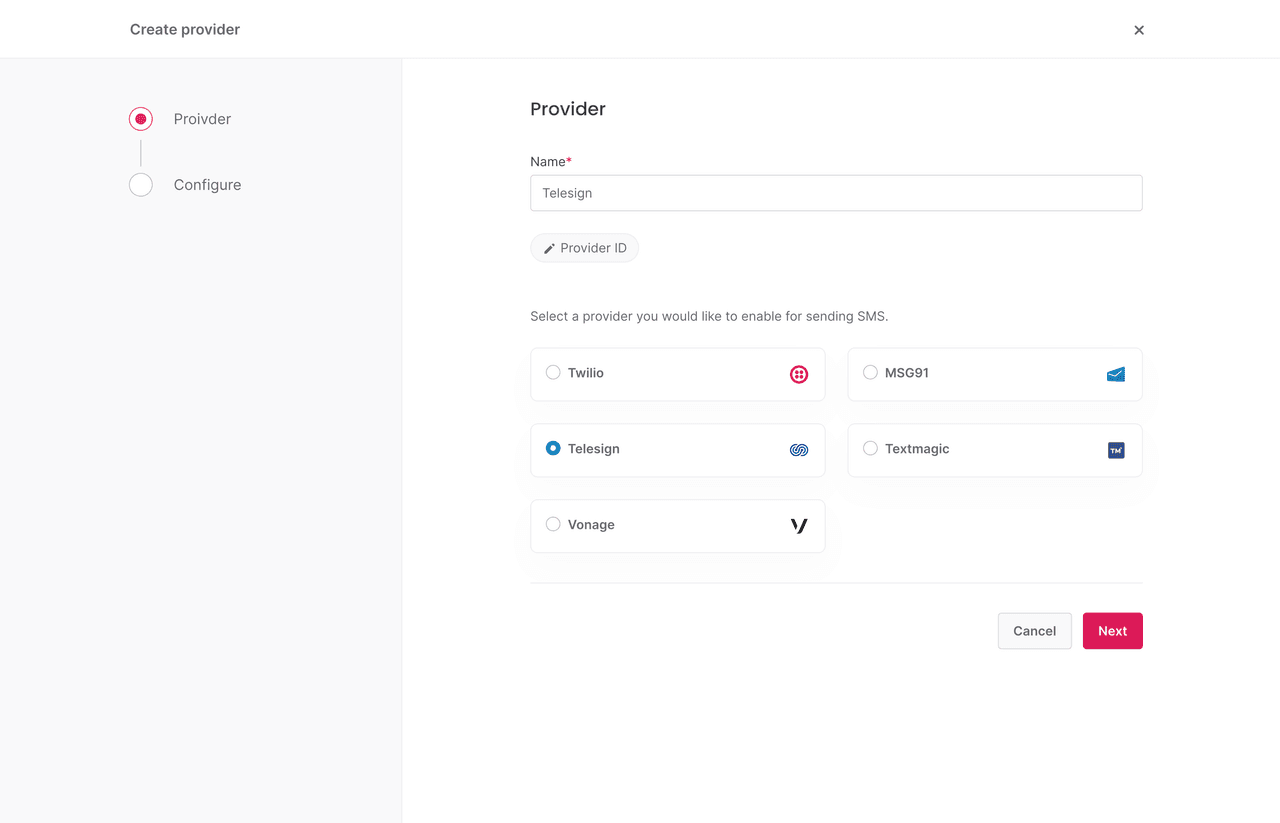 Create provider
Proivder
Configure
Provider
Name*
Telesign
Provider ID
Select a provider you would like to enable for sending SMS.
Twilio
MSG91
Telesign
Textmagic
TM
Vonage
Cancel
Next